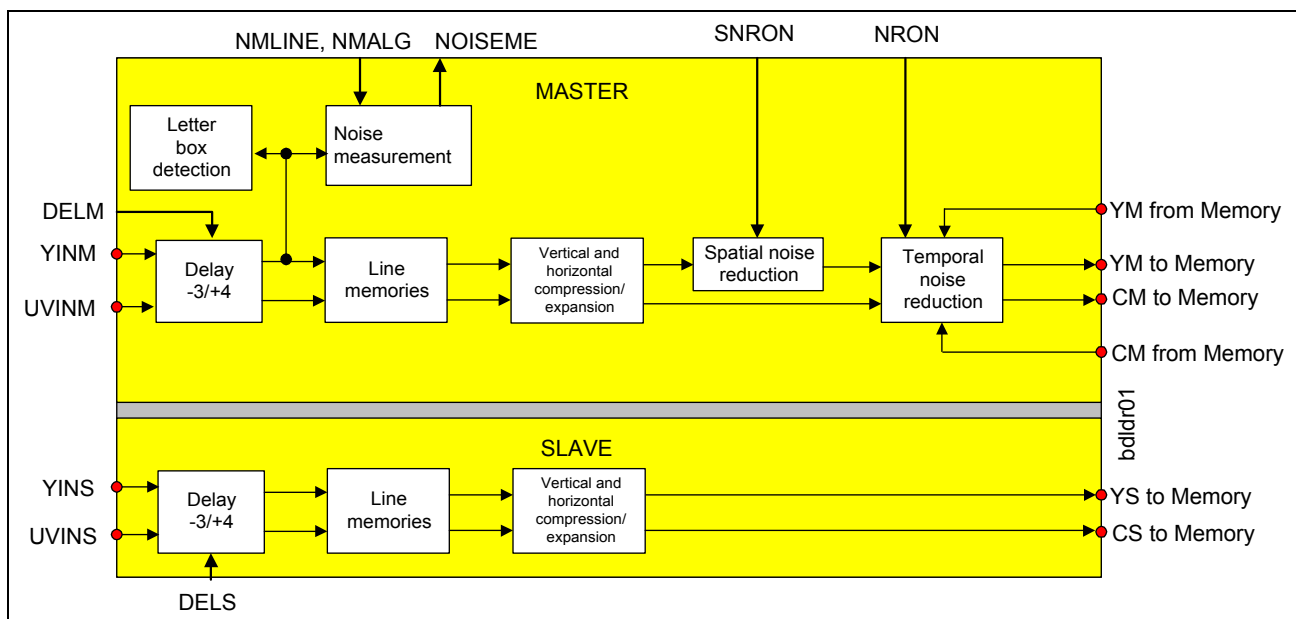 NMLINE, NMALG
NOISEME
SNRON
NRON
MASTER
Letter
box
detection
Noise
measurement
DELM
YM from Memory
YINM
Delay
-3/+4
Line
memories
Vertical and
horizontal
compression/
expansion
Spatial noise
reduction
Temporal
noise
reduction
YM to Memory
UVINM
CM to Memory
CM from Memory
bdldr01
SLAVE
YINS
Delay
-3/+4
Line
memories
Vertical and
horizontal
compression/
expansion
YS to Memory
UVINS
CS to Memory
DELS